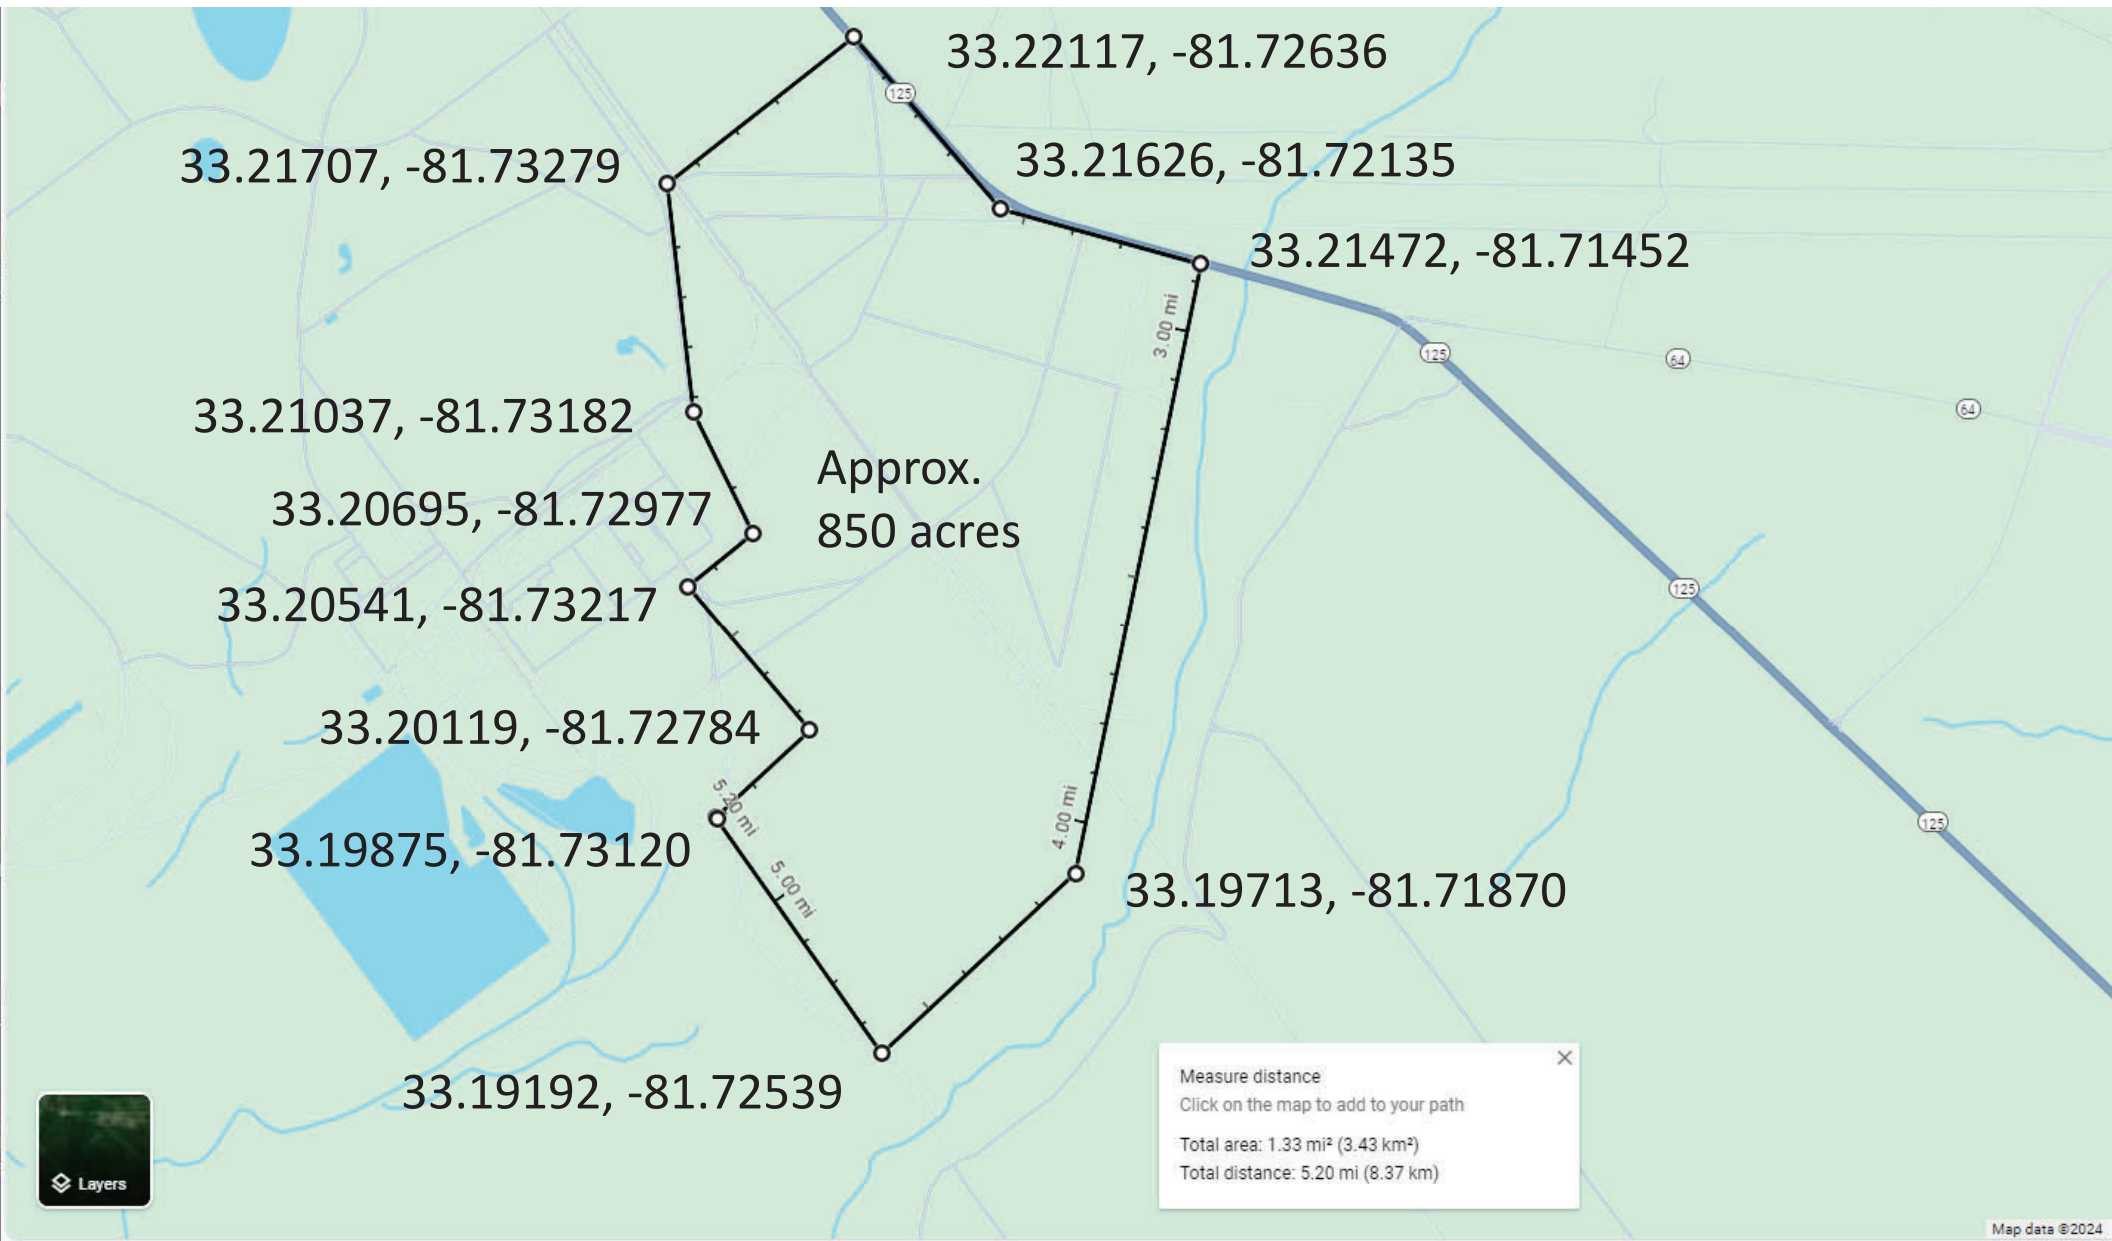 33.22117, -81.72636
125
33.21707, -81.73279
33.21626, -81.72135
33.21472, -81.71452
3.00 mi
125
64
64
33.21037, -81.73182
Approx.
850 acres
33.20695, -81.72977
33.20541, -81.73217
125
33.20119, -81.72784
5.20 mi
4.00 mi
125
33.19875, -81.73120
5.00 mi
33.19713, -81.71870
33.19192, -81.72539
Measure distance
Click on the map to add to your path
Total area: 1.33 mi² (3.43 km²)
Total distance: 5.20 mi (8.37 km)
Layers
Map data ©2024